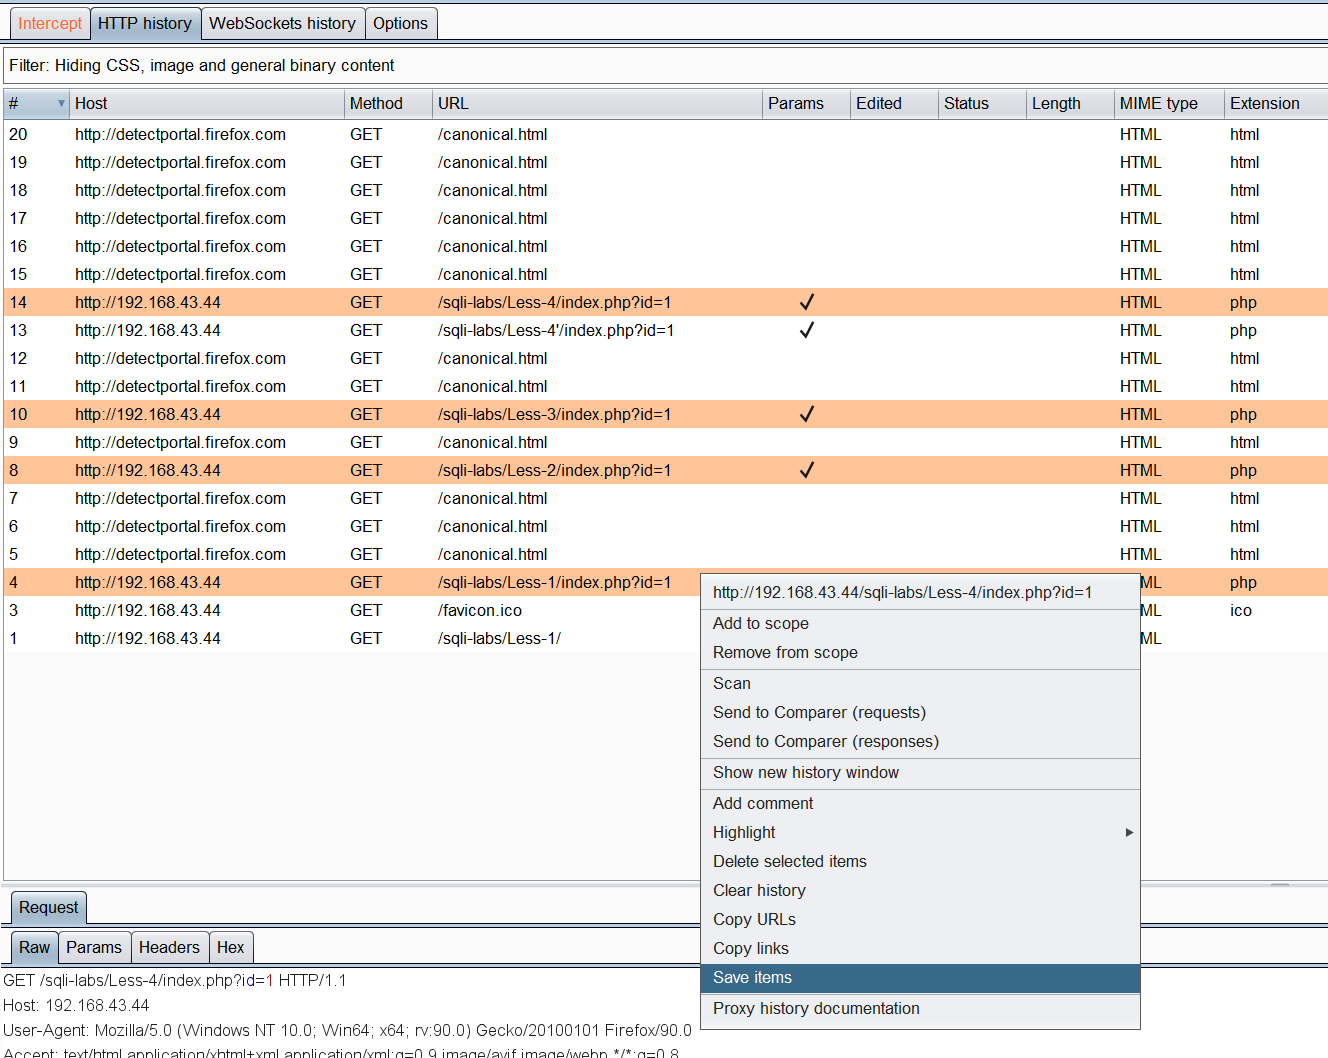 Intercept HTTP history WebSockets history Options
Filter: Hiding CSS, image and general binary content
# Host Method URL Params Edited Status Length MIME type Extension
20 http://detectportal.firefox.com GET /canonical.html HTML html
19 http://detectportal.firefox.com GET /canonical.html HTML html
18 http://detectportal.firefox.com GET /canonical.html HTML html
17 http://detectportal.firefox.com GET /canonical.html HTML html
16 http://detectportal.firefox.com GET /canonical.html HTML html
15 http://detectportal.firefox.com GET /canonical.html HTML html
14 http://192.168.43.44 GET /sqli-labs/Less-4/index.php?id=1 ✓ HTML php
13 http://192.168.43.44 GET /sqli-labs/Less-4'/index.php?id=1 ✓ HTML php
12 http://detectportal.firefox.com GET /canonical.html HTML html
11 http://detectportal.firefox.com GET /canonical.html HTML html
10 http://192.168.43.44 GET /sqli-labs/Less-3/index.php?id=1 ✓ HTML php
9 http://detectportal.firefox.com GET /canonical.html HTML html
8 http://192.168.43.44 GET /sqli-labs/Less-2/index.php?id=1 ✓ HTML php
7 http://detectportal.firefox.com GET /canonical.html HTML html
6 http://detectportal.firefox.com GET /canonical.html HTML html
5 http://detectportal.firefox.com GET /canonical.html HTML html
4 http://192.168.43.44 GET /sqli-labs/Less-1/index.php?id=1 ML php
3 http://192.168.43.44 GET /favicon.ico ML ico
1 http://192.168.43.44 GET /sqli-labs/Less-1/ ML
http://192.168.43.44/sqli-labs/Less-4/index.php?id=1
Add to scope
Remove from scope
Scan
Send to Comparer (requests)
Send to Comparer (responses)
Show new history window
Add comment
Highlight
Delete selected items
Clear history
Copy URLs
Copy links
Save items
Proxy history documentation
Request
Raw Params Headers Hex
GET /sqli-labs/Less-4/index.php?id=1 HTTP/1.1
Host: 192.168.43.44
User-Agent: Mozilla/5.0 (Windows NT 10.0; Win64; x64; rv:90.0) Gecko/20100101 Firefox/90.0
Accept: text/html,application/xhtml+xml,application/xml;q=0.9,image/avif,image/webp,*/*;q=0.8